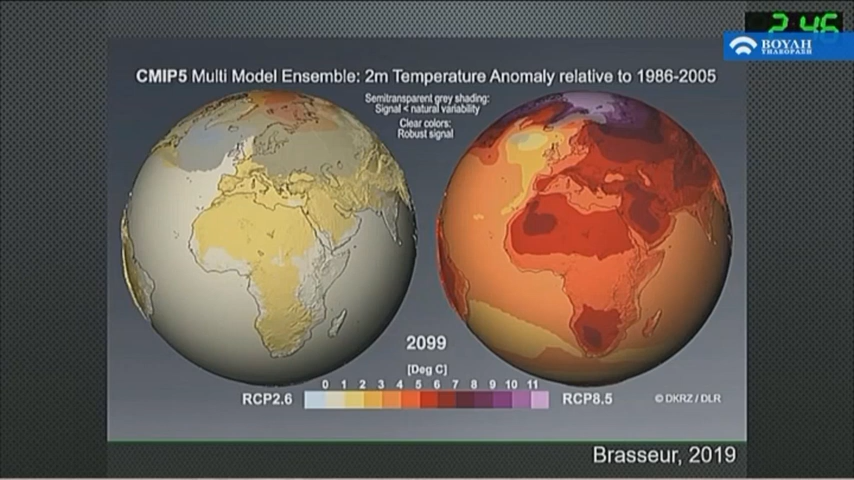 2:46
ΒΟΥΛΗ
ΤΗΛΕΟΡΑΣΗ
CMIP5 Multi Model Ensemble: 2m Temperature Anomaly relative to 1986-2005
Semitransparent grey shading:
Signal < natural variability
Clear colors:
Robust signal
2099
[Deg C]
0 1 2 3 4 5 6 7 8 9 10 11
RCP2.6
RCP8.5
© DKRZ / DLR
Brasseur, 2019